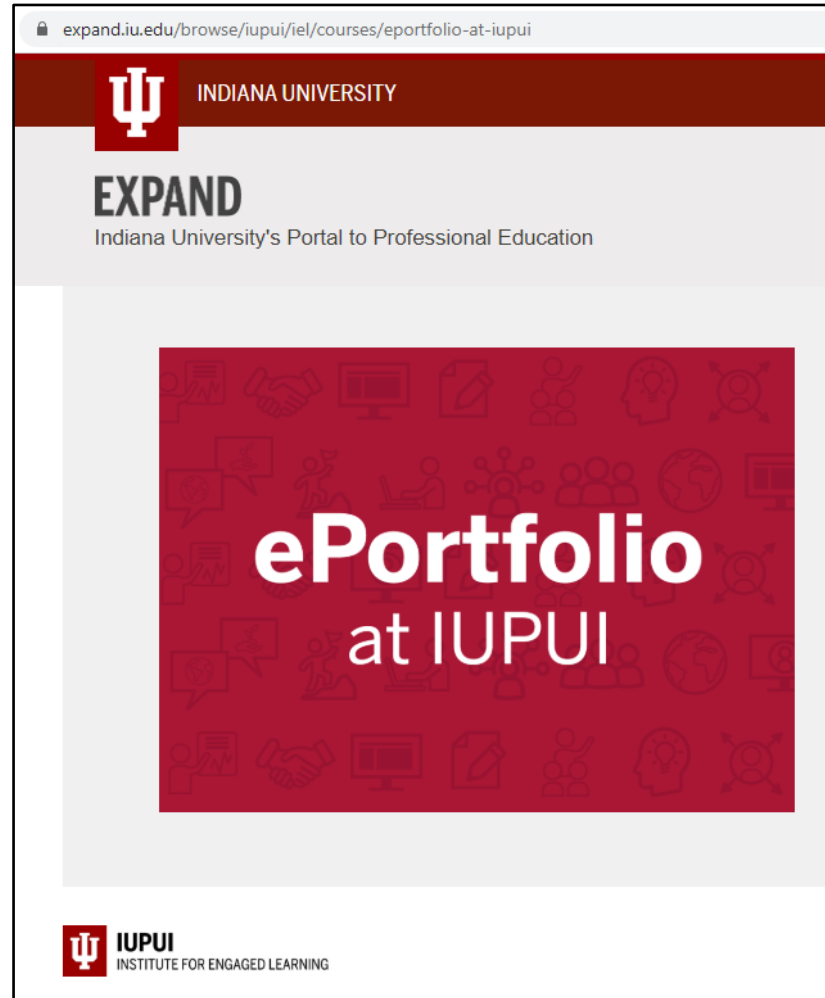 expand.iu.edu/browse/iupui/iel/courses/eportfolio-at-iupui
INDIANA UNIVERSITY
EXPAND
Indiana University's Portal to Professional Education
ePortfolio
at IUPUI
IUPUI
INSTITUTE FOR ENGAGED LEARNING